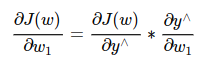 ∂J(w)/∂w₁ = ∂J(w)/∂y^ * ∂y^/∂w₁